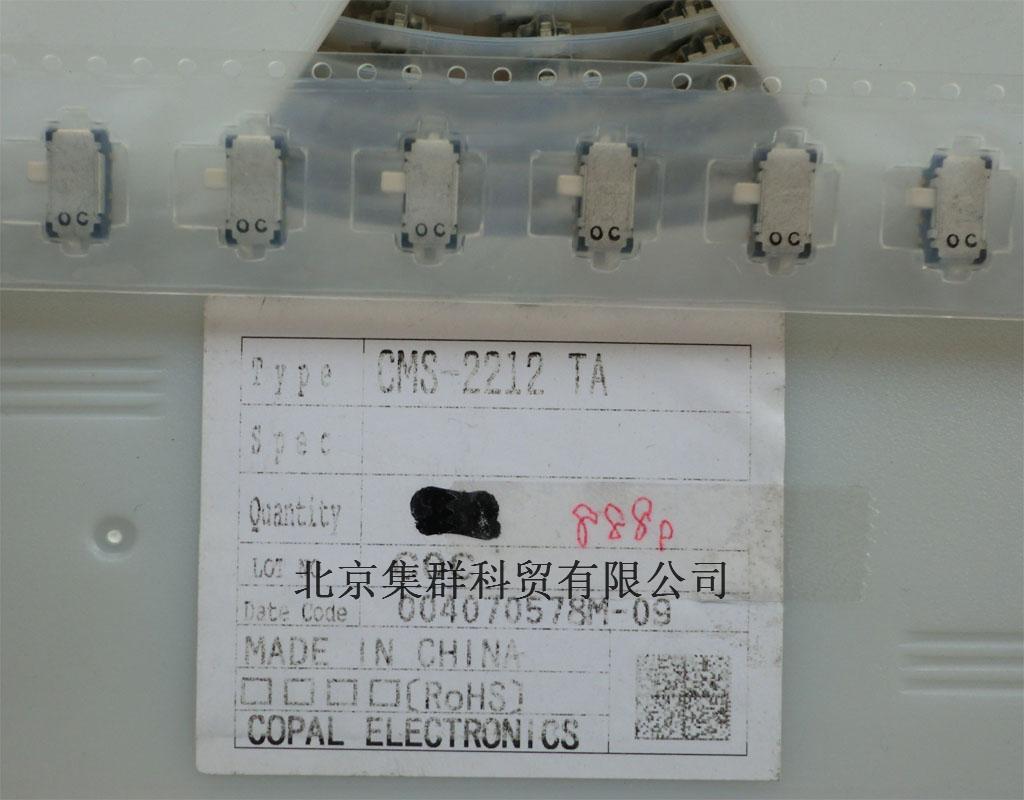 OC OC OC OC OC OC
Type CMS-2212 TA
Spec
Quantity 888p
LOT
北京集群科贸有限公司
Date Code 004070578M-09
MADE IN CHINA
□□□□(RoHS)
COPAL ELECTRONICS